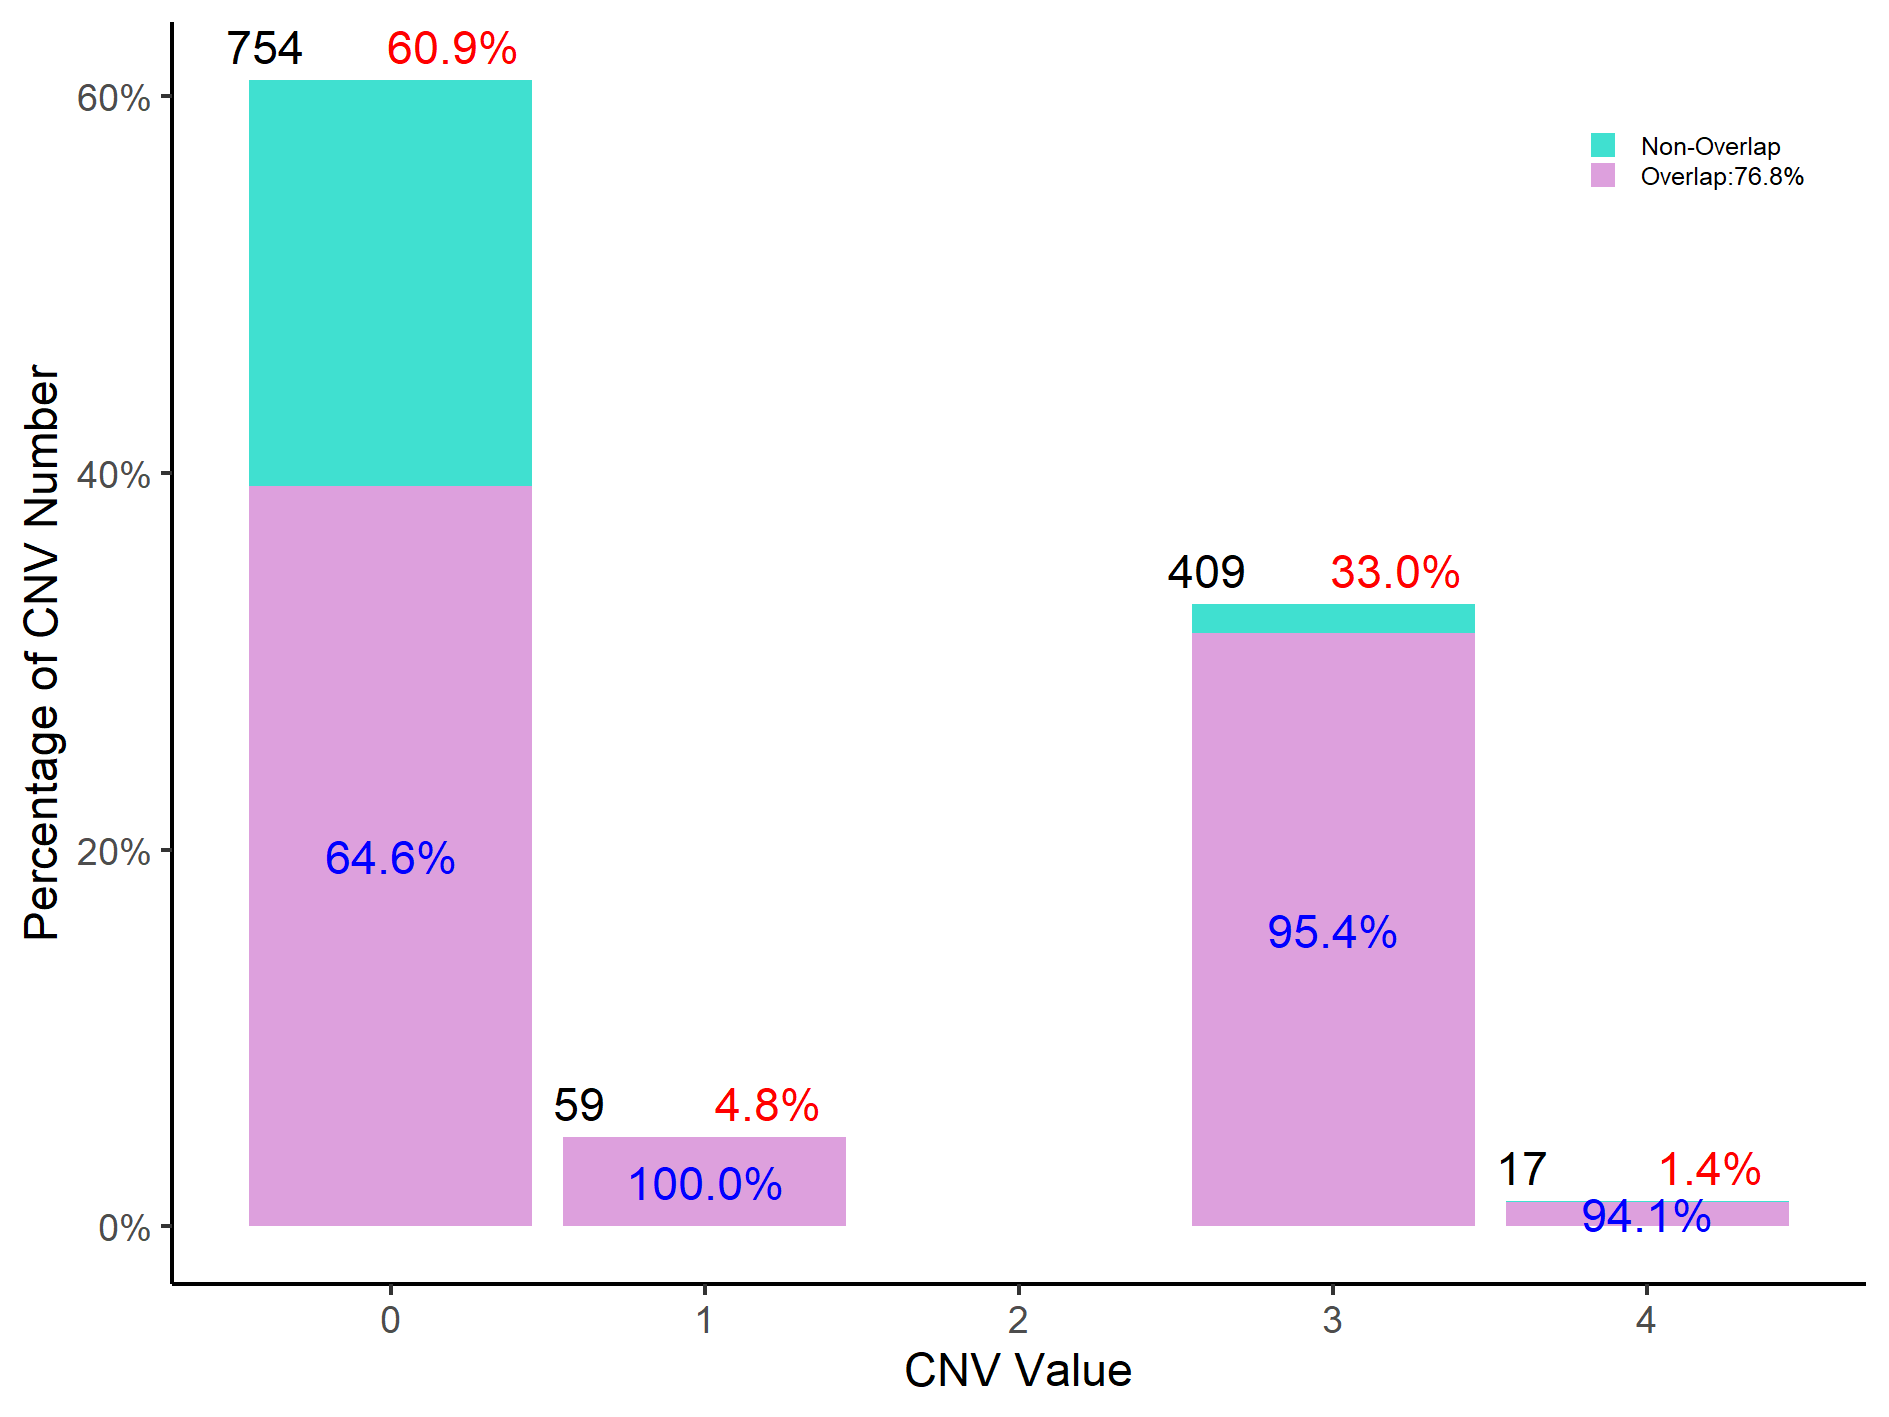 754 60.9%
60%
Non-Overlap
Overlap:76.8%
40%
409 33.0%
Percentage of CNV Number
20%
64.6%
95.4%
59 4.8%
100.0%
17 1.4%
94.1%
0%
0 1 2 3 4
CNV Value